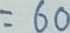 = 60